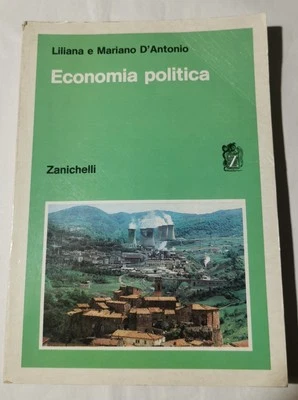 Liliana e Mariano D'Antonio
Economia politica
Zanichelli